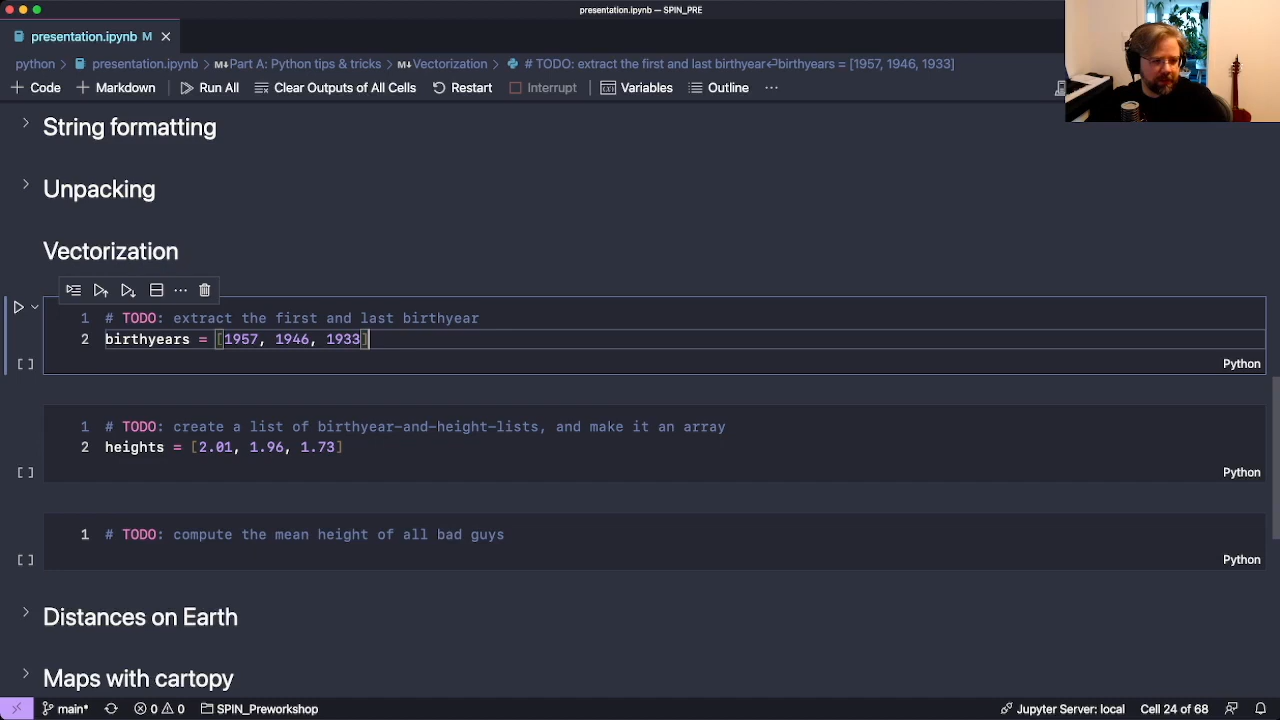 presentation.ipynb — SPIN_PRE
presentation.ipynb M
python > presentation.ipynb > M↓Part A: Python tips & tricks > M↓Vectorization > # TODO: extract the first and last birthyear↵birthyears = [1957, 1946, 1933]
+ Code + Markdown Run All Clear Outputs of All Cells Restart Interrupt Variables Outline ...
String formatting
Unpacking
Vectorization
1 # TODO: extract the first and last birthyear
2 birthyears = [1957, 1946, 1933]
[ ] Python
1 # TODO: create a list of birthyear-and-height-lists, and make it an array
2 heights = [2.01, 1.96, 1.73]
[ ] Python
1 # TODO: compute the mean height of all bad guys
[ ] Python
Distances on Earth
Maps with cartopy
main* 0 0 SPIN_Preworkshop Jupyter Server: local Cell 24 of 68